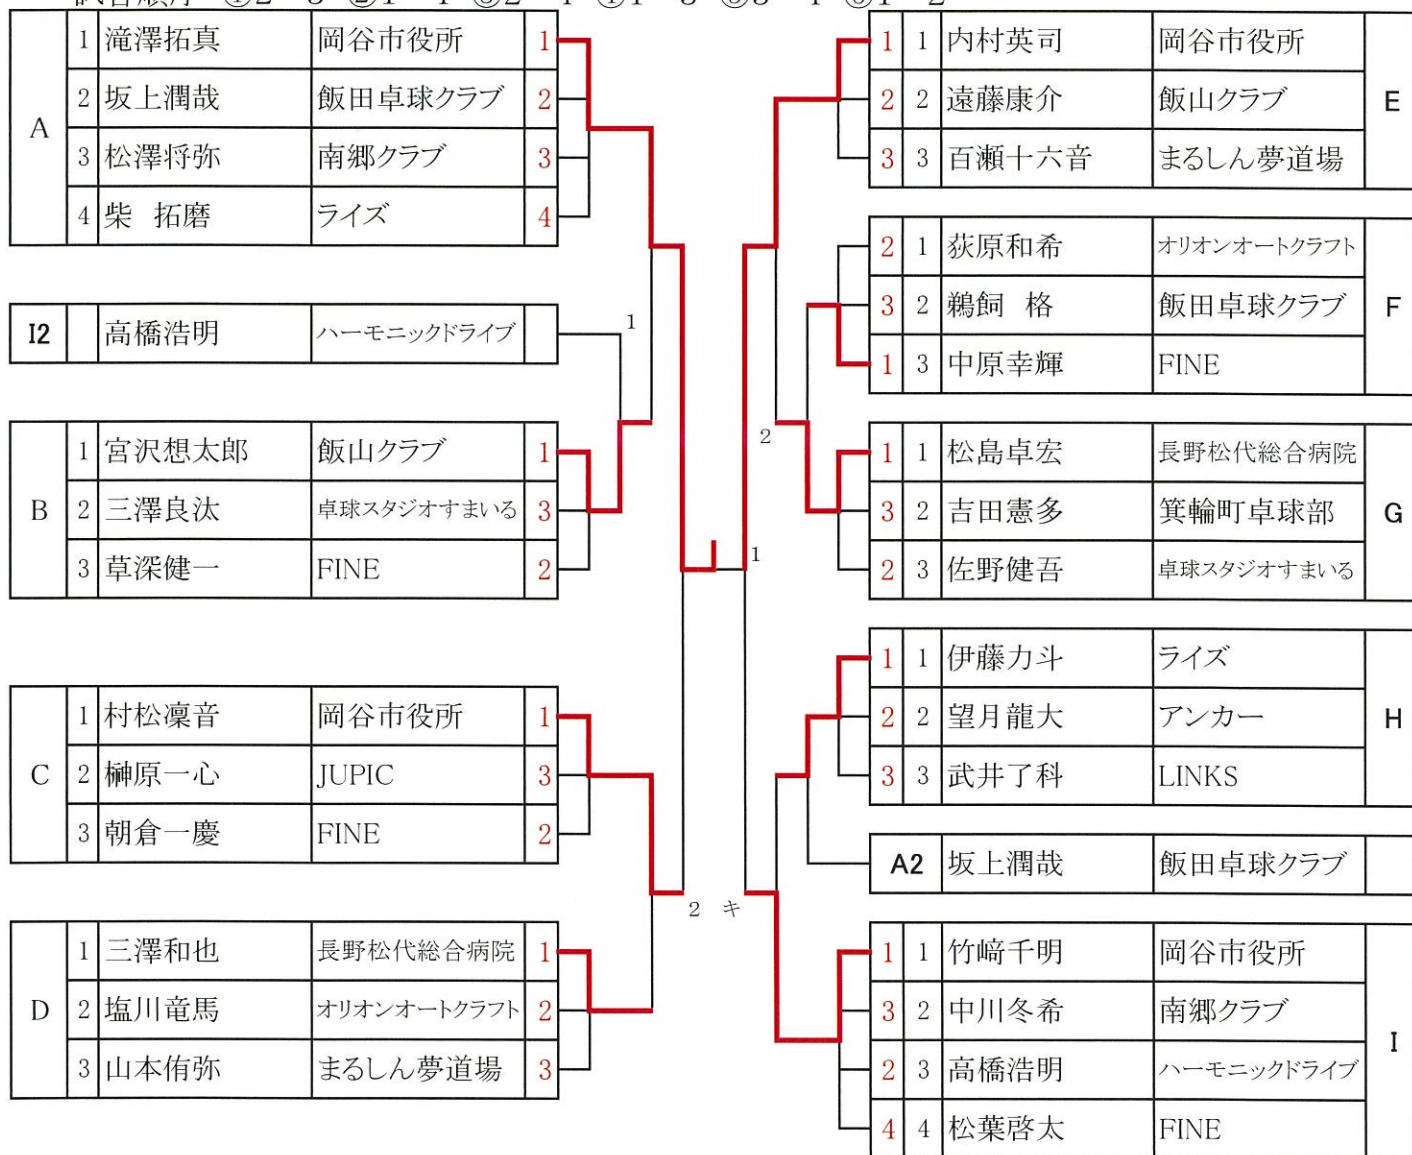 A
1 滝澤拓真 岡谷市役所 1
2 坂上潤哉 飯田卓球クラブ 2
3 松澤将弥 南郷クラブ 3
4 柴 拓磨 ライズ 4
I2 高橋浩明 ハーモニックドライブ
1
B
1 宮沢想太郎 飯山クラブ 1
2 三澤良汰 卓球スタジオすまいる 3
3 草深健一 FINE 2
C
1 村松凜音 岡谷市役所 1
2 榊原一心 JUPIC 3
3 朝倉一慶 FINE 2
D
1 三澤和也 長野松代総合病院 1
2 塩川竜馬 オリオンオートクラフト 2
3 山本侑弥 まるしん夢道場 3
2 キ
1
2
1 1 内村英司 岡谷市役所
2 2 遠藤康介 飯山クラブ
3 3 百瀬十六音 まるしん夢道場
E
2 1 荻原和希 オリオンオートクラフト
3 2 鵜飼 格 飯田卓球クラブ
1 3 中原幸輝 FINE
F
1 1 松島卓宏 長野松代総合病院
3 2 吉田憲多 箕輪町卓球部
2 3 佐野健吾 卓球スタジオすまいる
G
1 1 伊藤力斗 ライズ
2 2 望月龍大 アンカー
3 3 武井了科 LINKS
H
A2 坂上潤哉 飯田卓球クラブ
1 1 竹﨑千明 岡谷市役所
3 2 中川冬希 南郷クラブ
2 3 高橋浩明 ハーモニックドライブ
4 4 松葉啓太 FINE
I